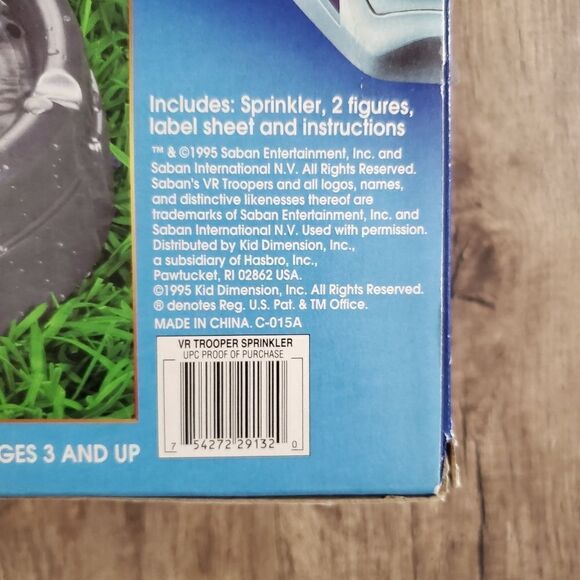 Includes: Sprinkler, 2 figures,
label sheet and instructions
™ & ©1995 Saban Entertainment, Inc. and
Saban International N.V. All Rights Reserved.
Saban's VR Troopers and all logos, names,
and distinctive likenesses thereof are
trademarks of Saban Entertainment, Inc. and
Saban International N.V. Used with permission.
Distributed by Kid Dimension, Inc.,
a subsidiary of Hasbro, Inc.,
Pawtucket, RI 02862 USA.
©1995 Kid Dimension, Inc. All Rights Reserved.
® denotes Reg. U.S. Pat. & TM Office.
MADE IN CHINA. C-015A
VR TROOPER SPRINKLER
UPC PROOF OF PURCHASE
7 54272 29132 0
GES 3 AND UP